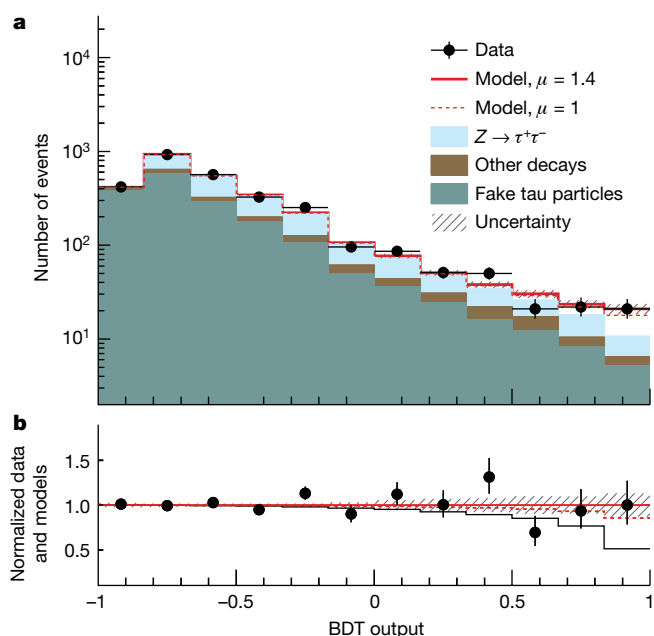 a
10⁴
10³
10²
10¹
Number of events
Data
Model, μ = 1.4
Model, μ = 1
Z → τ⁺τ⁻
Other decays
Fake tau particles
Uncertainty
b
1.5
1.0
0.5
Normalized data
and models
−1
−0.5
0
0.5
1
BDT output